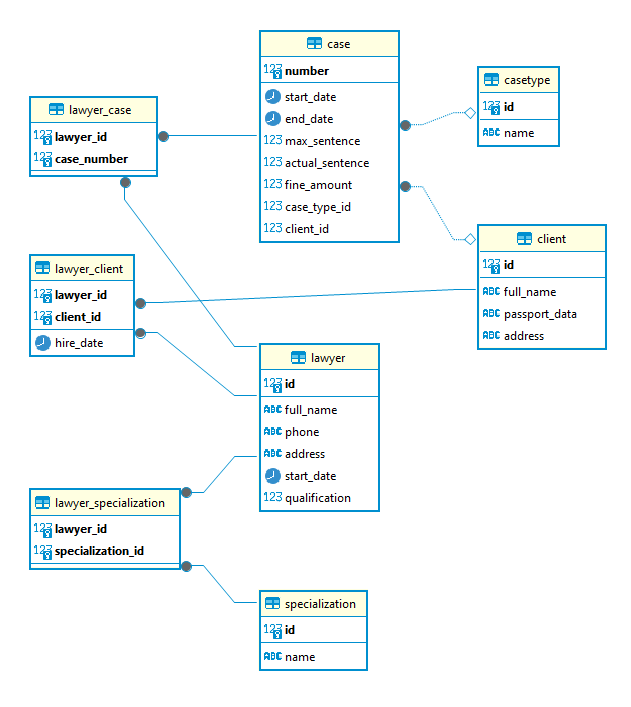 case
123 number
start_date
end_date
123 max_sentence
123 actual_sentence
123 fine_amount
123 case_type_id
123 client_id
casetype
123 id
ABC name
lawyer_case
123 lawyer_id
123 case_number
client
123 id
ABC full_name
ABC passport_data
ABC address
lawyer_client
123 lawyer_id
123 client_id
hire_date
lawyer
123 id
ABC full_name
ABC phone
ABC address
start_date
123 qualification
lawyer_specialization
123 lawyer_id
123 specialization_id
specialization
123 id
ABC name